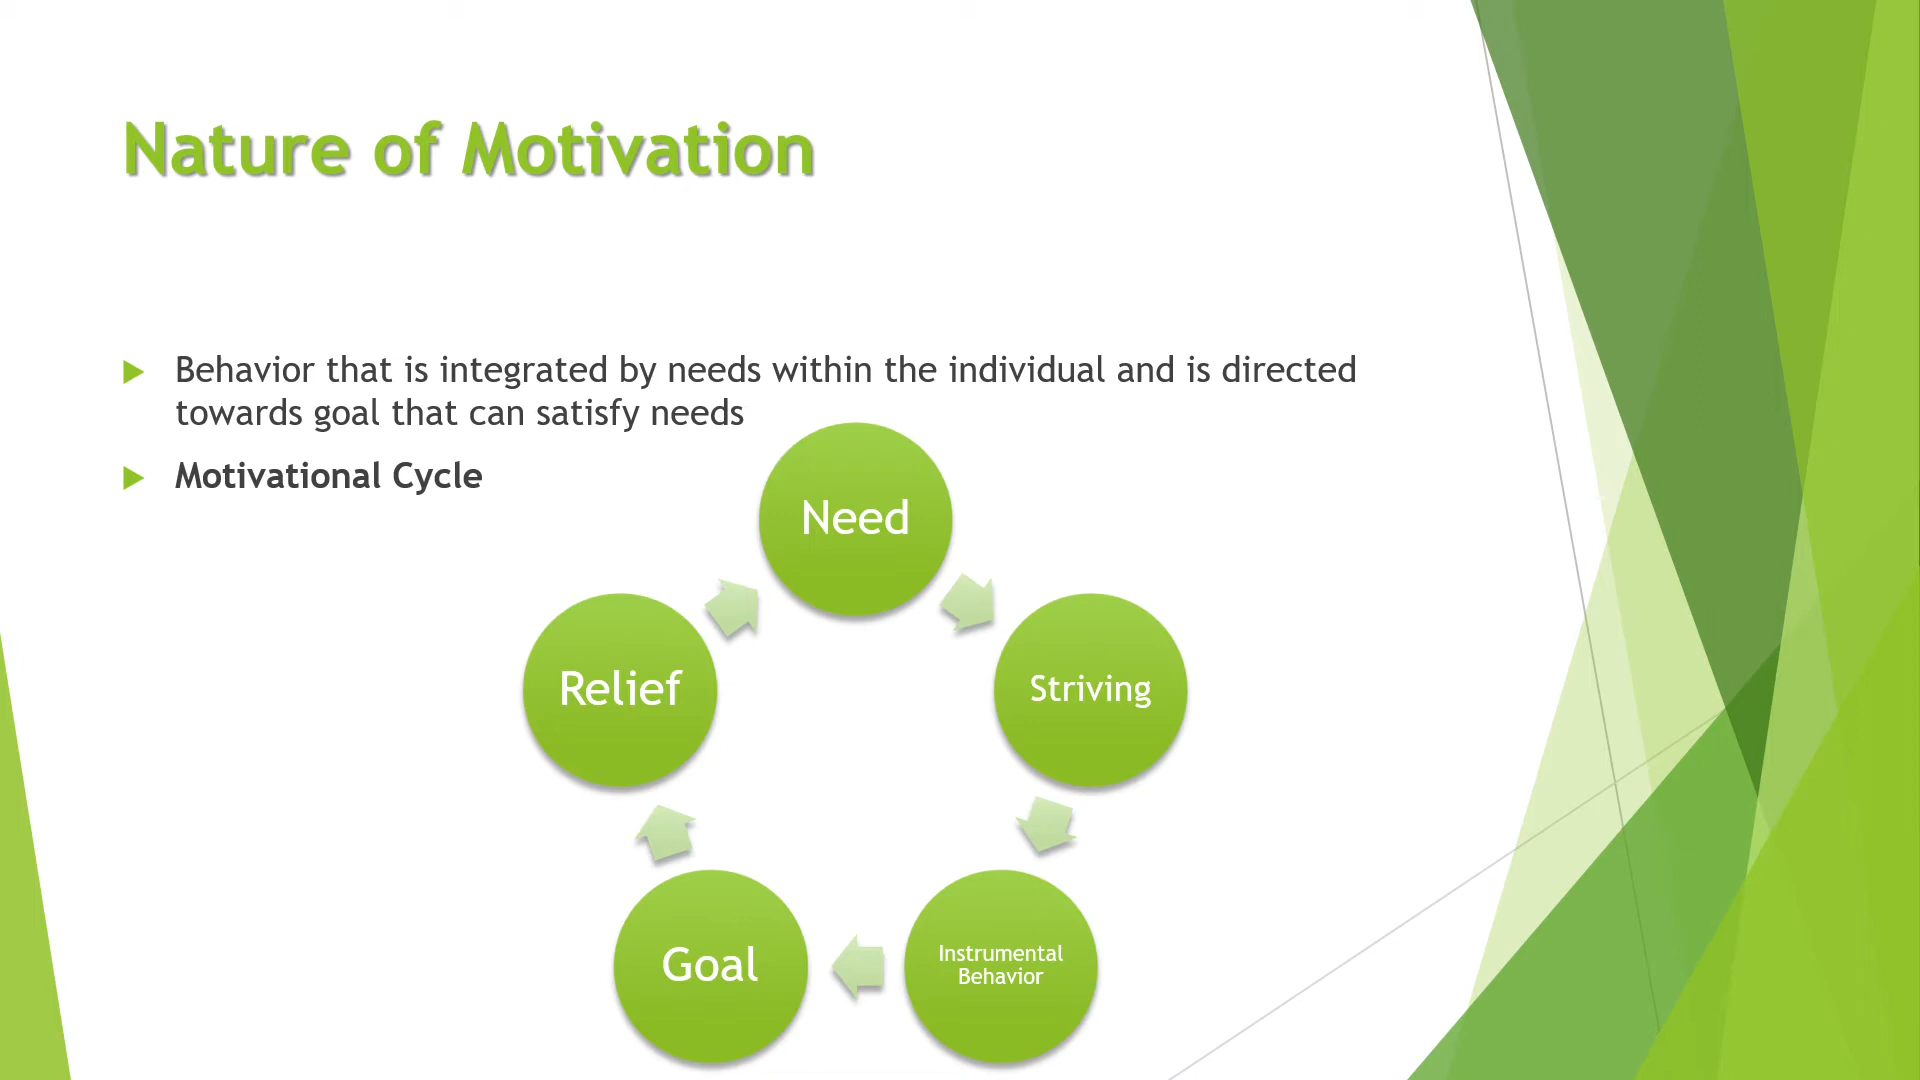 Nature of Motivation
Behavior that is integrated by needs within the individual and is directed
towards goal that can satisfy needs
Motivational Cycle
Need
Striving
Instrumental
Behavior
Goal
Relief